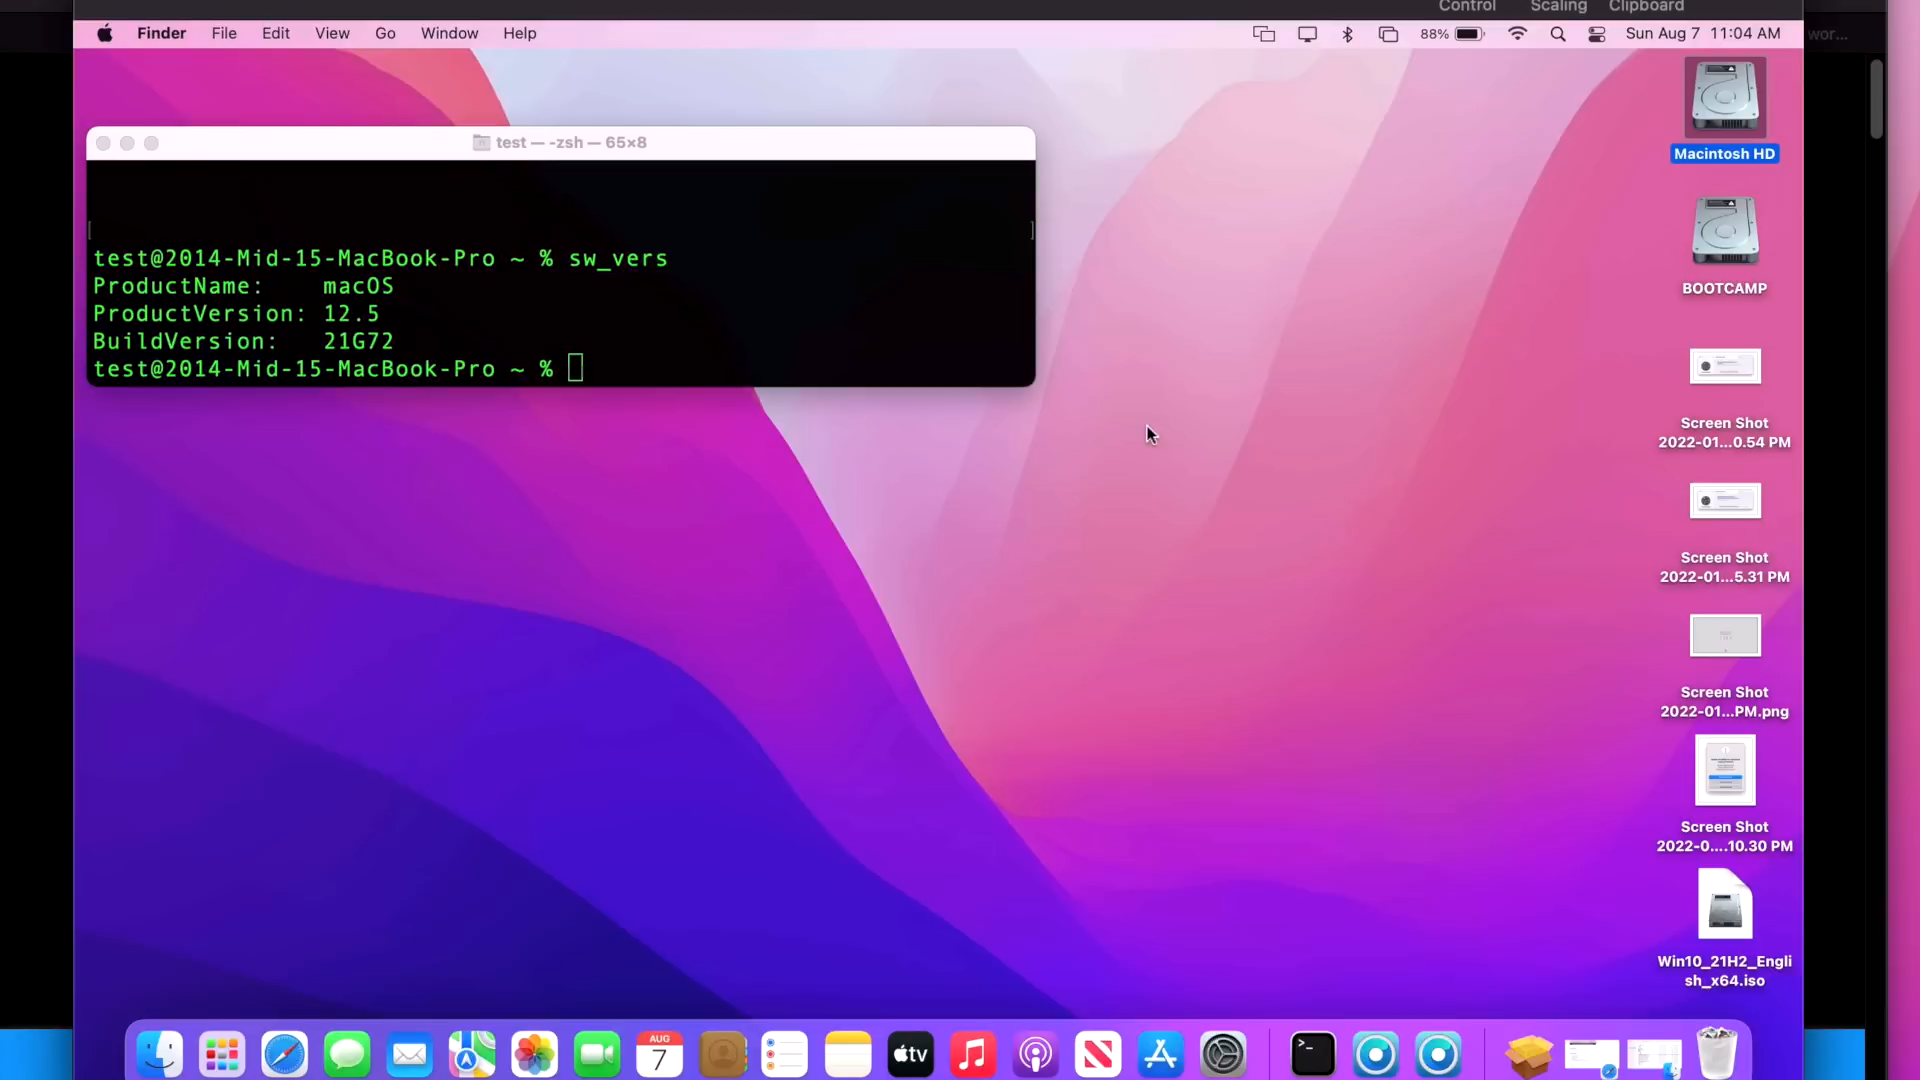 Control Scaling Clipboard
Finder File Edit View Go Window Help 88% Sun Aug 7 11:04 AM
wor...
test — -zsh — 65×8
test@2014-Mid-15-MacBook-Pro ~ % sw_vers
ProductName: macOS
ProductVersion: 12.5
BuildVersion: 21G72
test@2014-Mid-15-MacBook-Pro ~ %
Macintosh HD
BOOTCAMP
Screen Shot
2022-01...0.54 PM
Screen Shot
2022-01...5.31 PM
Screen Shot
2022-01...PM.png
Screen Shot
2022-0....10.30 PM
Win10_21H2_Engli
sh_x64.iso
AUG
7
tv
>_